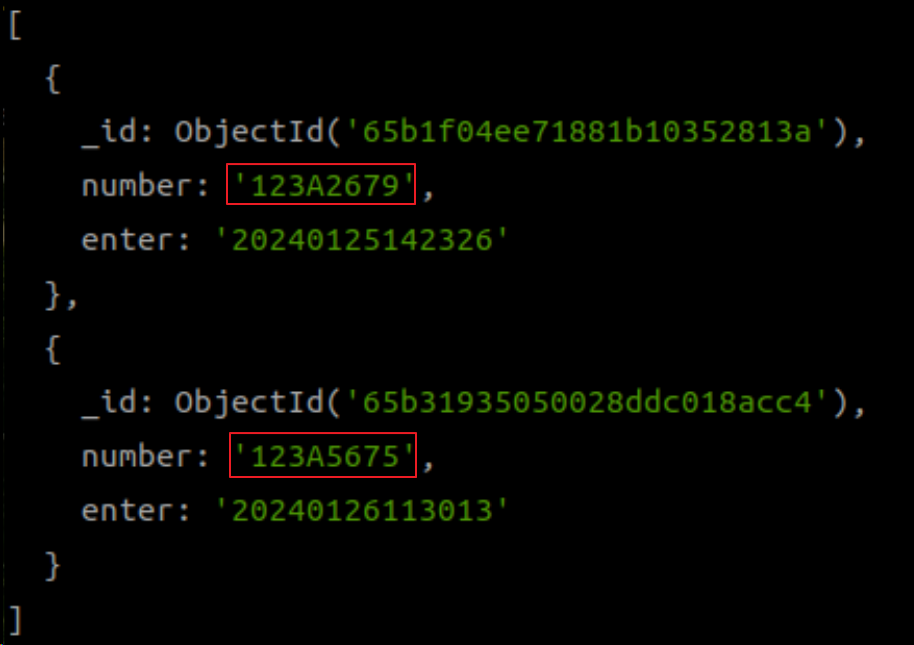 [
{
_id: ObjectId('65b1f04ee71881b10352813a'),
number: '123A2679',
enter: '20240125142326'
},
{
_id: ObjectId('65b31935050028ddc018acc4'),
number: '123A5675',
enter: '20240126113013'
}
]